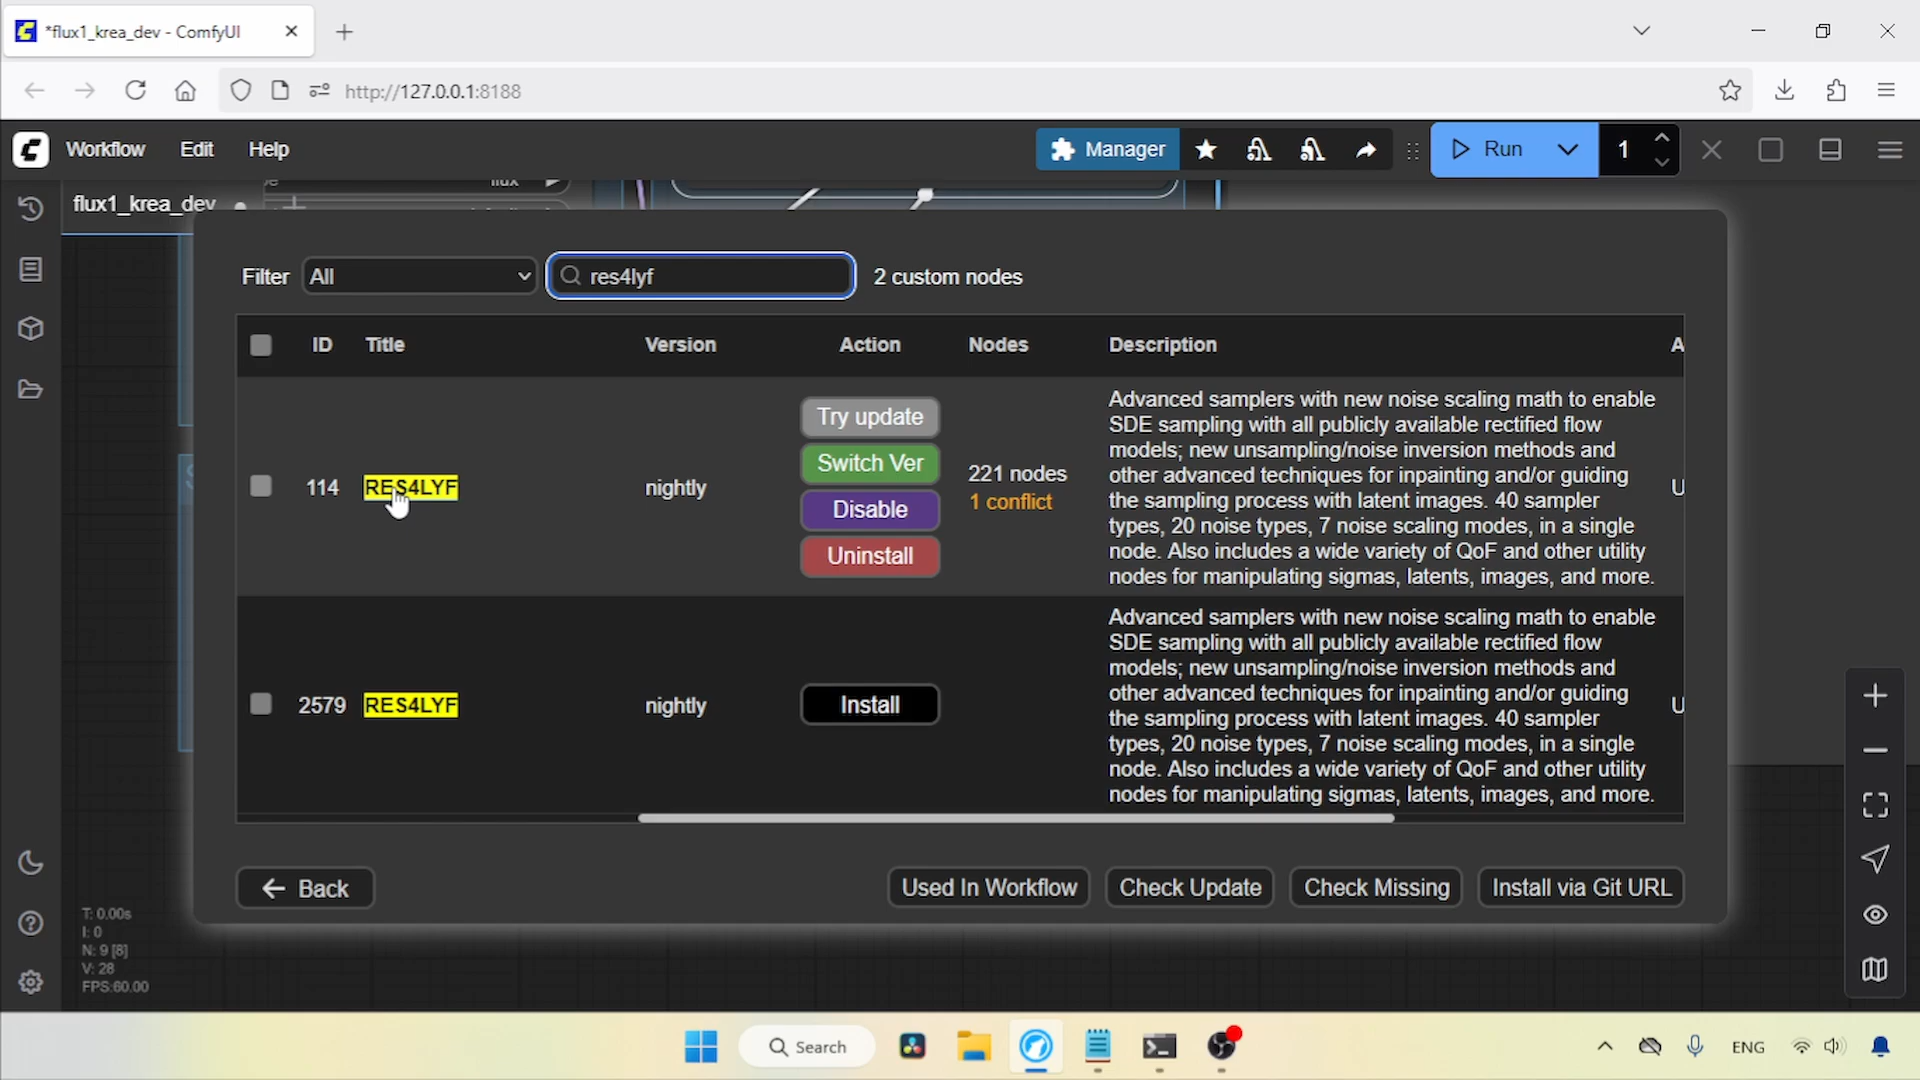 *flux1_krea_dev - ComfyUI
http://127.0.0.1:8188
Workflow Edit Help
Manager
Run
1
flux1_krea_dev
flux
Filter All res4lyf 2 custom nodes
ID Title Version Action Nodes Description A
114 RES4LYF nightly
Try update
Switch Ver
Disable
Uninstall
221 nodes
1 conflict
Advanced samplers with new noise scaling math to enable
SDE sampling with all publicly available rectified flow
models; new unsampling/noise inversion methods and
other advanced techniques for inpainting and/or guiding
the sampling process with latent images. 40 sampler
types, 20 noise types, 7 noise scaling modes, in a single
node. Also includes a wide variety of QoF and other utility
nodes for manipulating sigmas, latents, images, and more.
U
2579 RES4LYF nightly
Install
Advanced samplers with new noise scaling math to enable
SDE sampling with all publicly available rectified flow
models; new unsampling/noise inversion methods and
other advanced techniques for inpainting and/or guiding
the sampling process with latent images. 40 sampler
types, 20 noise types, 7 noise scaling modes, in a single
node. Also includes a wide variety of QoF and other utility
nodes for manipulating sigmas, latents, images, and more.
U
Back
Used In Workflow
Check Update
Check Missing
Install via Git URL
T: 0.00s
I: 0
N: 9 [8]
V: 28
FPS:60.00
Search
ENG